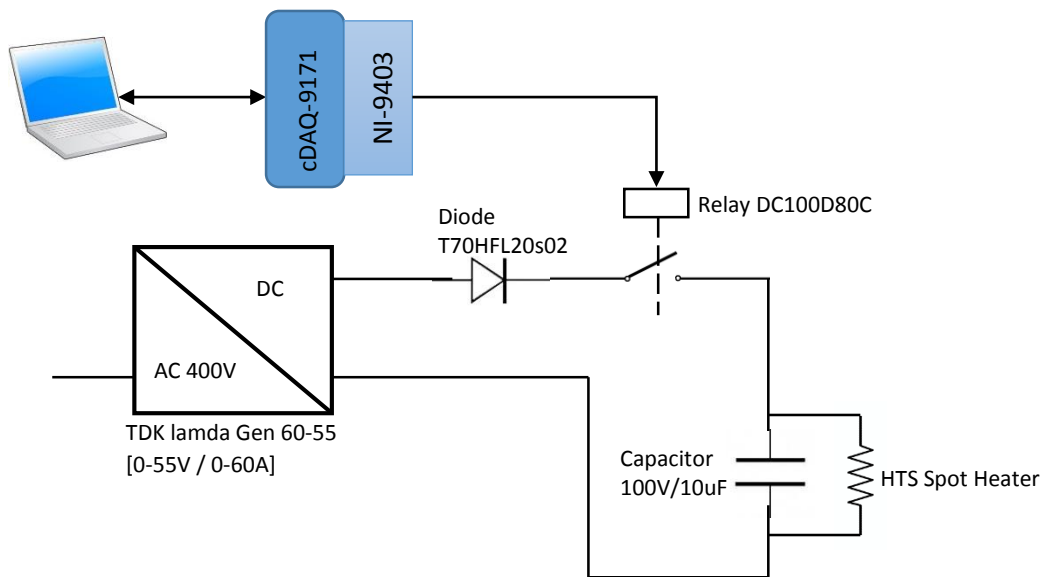 cDAQ-9171
NI-9403
Relay DC100D80C
Diode
T70HFL20s02
DC
AC 400V
TDK lamda Gen 60-55
[0-55V / 0-60A]
Capacitor
100V/10uF
HTS Spot Heater